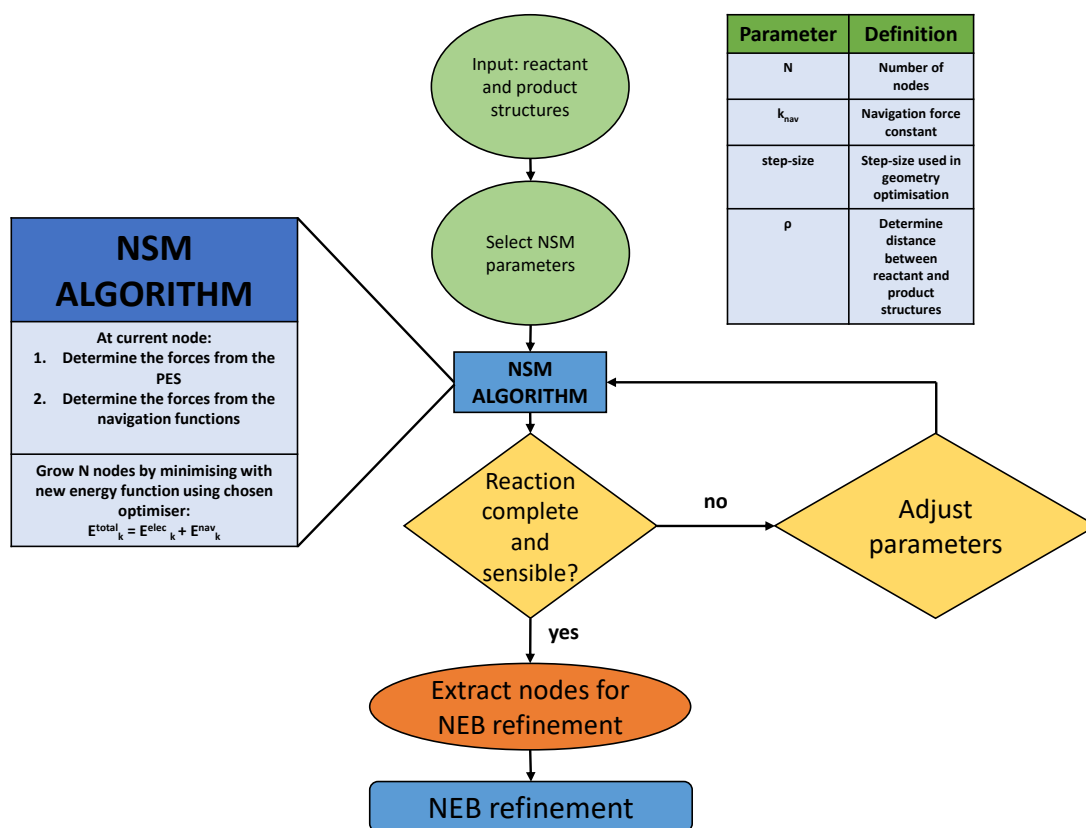 Input: reactant
and product
structures
Select NSM
parameters
Parameter Definition
N Number of
nodes
k_nav Navigation force
constant
step-size Step-size used in
geometry
optimisation
ρ Determine
distance
between
reactant and
product
structures
NSM
ALGORITHM
At current node:
1. Determine the forces from the
PES
2. Determine the forces from the
navigation functions
Grow N nodes by minimising with
new energy function using chosen
optimiser:
E^total_k = E^elec_k + E^nav_k
NSM
ALGORITHM
Reaction
complete
and
sensible?
no
Adjust
parameters
yes
Extract nodes for
NEB refinement
NEB refinement